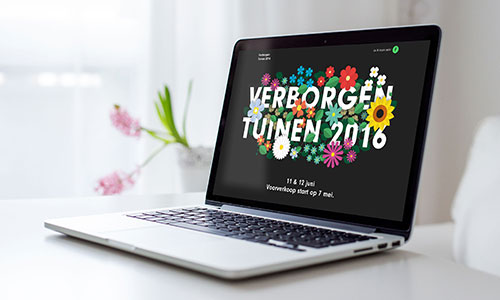 VERBORGEN
TUINEN 2016
11 & 12 juni
Voorverkoop start op 7 mei.